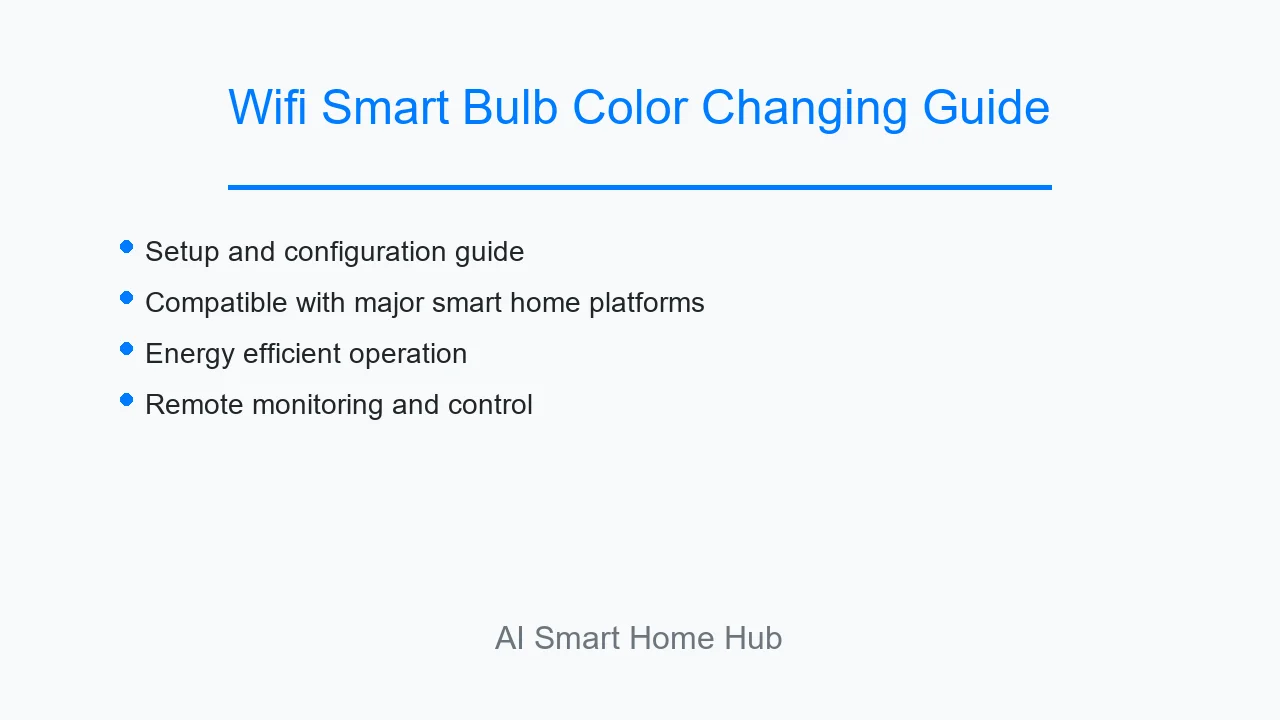 Wifi Smart Bulb Color Changing Guide
Setup and configuration guide
Compatible with major smart home platforms
Energy efficient operation
Remote monitoring and control
AI Smart Home Hub